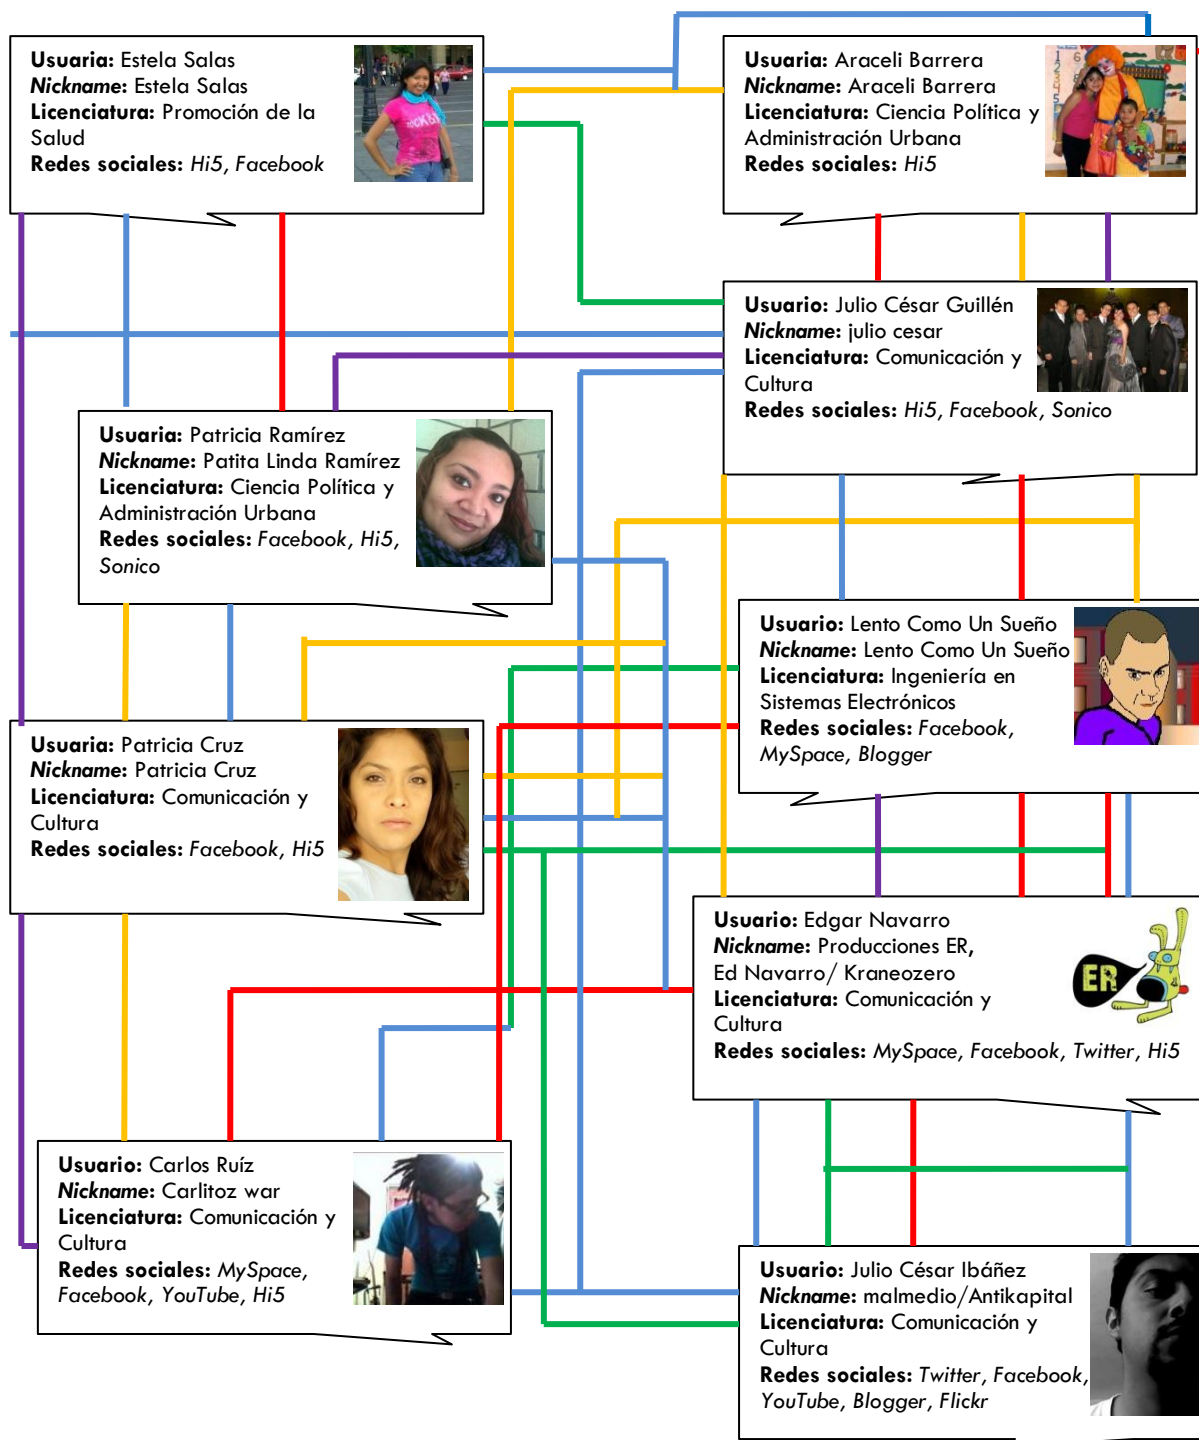 Usuaria: Estela Salas
Nickname: Estela Salas
Licenciatura: Promoción de la
Salud
Redes sociales: Hi5, Facebook
Usuaria: Araceli Barrera
Nickname: Araceli Barrera
Licenciatura: Ciencia Política y
Administración Urbana
Redes sociales: Hi5
Usuario: Julio César Guillén
Nickname: julio cesar
Licenciatura: Comunicación y
Cultura
Redes sociales: Hi5, Facebook, Sonico
Usuaria: Patricia Ramírez
Nickname: Patita Linda Ramírez
Licenciatura: Ciencia Política y
Administración Urbana
Redes sociales: Facebook, Hi5,
Sonico
Usuario: Lento Como Un Sueño
Nickname: Lento Como Un Sueño
Licenciatura: Ingeniería en
Sistemas Electrónicos
Redes sociales: Facebook,
MySpace, Blogger
Usuaria: Patricia Cruz
Nickname: Patricia Cruz
Licenciatura: Comunicación y
Cultura
Redes sociales: Facebook, Hi5
Usuario: Edgar Navarro
Nickname: Producciones ER,
Ed Navarro/ Kraneozero
Licenciatura: Comunicación y
Cultura
Redes sociales: MySpace, Facebook, Twitter, Hi5
ER
Usuario: Carlos Ruíz
Nickname: Carlitoz war
Licenciatura: Comunicación y
Cultura
Redes sociales: MySpace,
Facebook, YouTube, Hi5
Usuario: Julio César Ibáñez
Nickname: malmedio/Antikapital
Licenciatura: Comunicación y
Cultura
Redes sociales: Twitter, Facebook,
YouTube, Blogger, Flickr